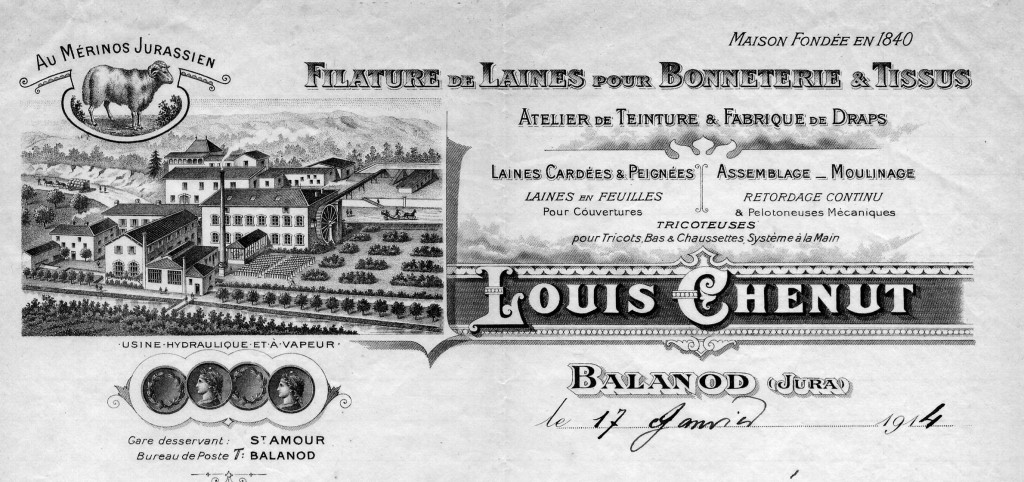 MAISON FONDÉE EN 1840
AU MÉRINOS JURASSIEN
FILATURE DE LAINES POUR BONNETERIE & TISSUS
ATELIER DE TEINTURE & FABRIQUE DE DRAPS
LAINES CARDÉES & PEIGNÉES
LAINES EN FEUILLES
Pour Couvertures
ASSEMBLAGE _ MOULINAGE
RETORDAGE CONTINU
& Pelotoneuses Mécaniques
TRICOTEUSES
pour Tricots, Bas & Chaussettes, Système à la Main
LOUIS CHENUT
USINE·HYDRAULIQUE·ET·À·VAPEUR
BALANOD (JURA)
le 17 Janvier 1914
Gare desservant: ST AMOUR
Bureau de Poste T: BALANOD